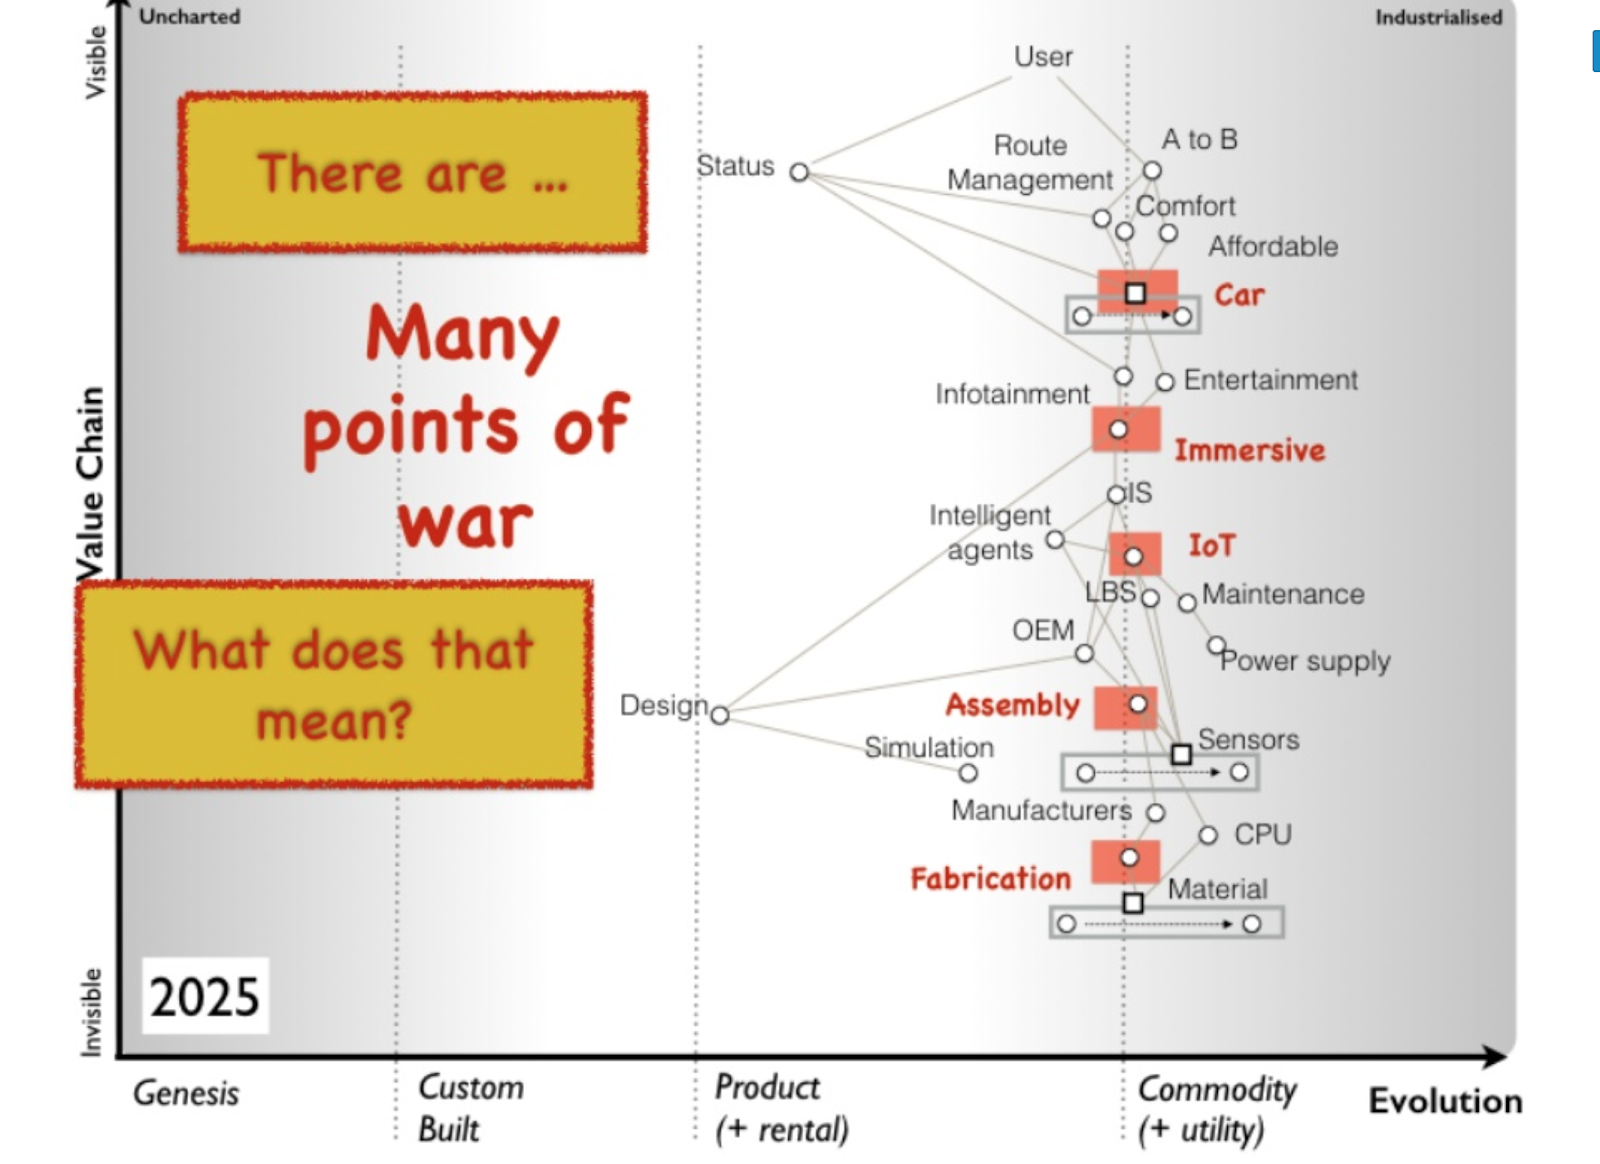 Uncharted
Industrialised
Visible
User
There are ...
Status
Route
Management
A to B
Comfort
Affordable
Car
Many
points of
war
Infotainment
Entertainment
Immersive
Value Chain
IS
Intelligent
agents
IoT
LBS
Maintenance
OEM
Power supply
What does that
mean?
Design
Assembly
Simulation
Sensors
Manufacturers
CPU
Fabrication
Material
Invisible
2025
Genesis
Custom
Built
Product
(+ rental)
Commodity
(+ utility)
Evolution